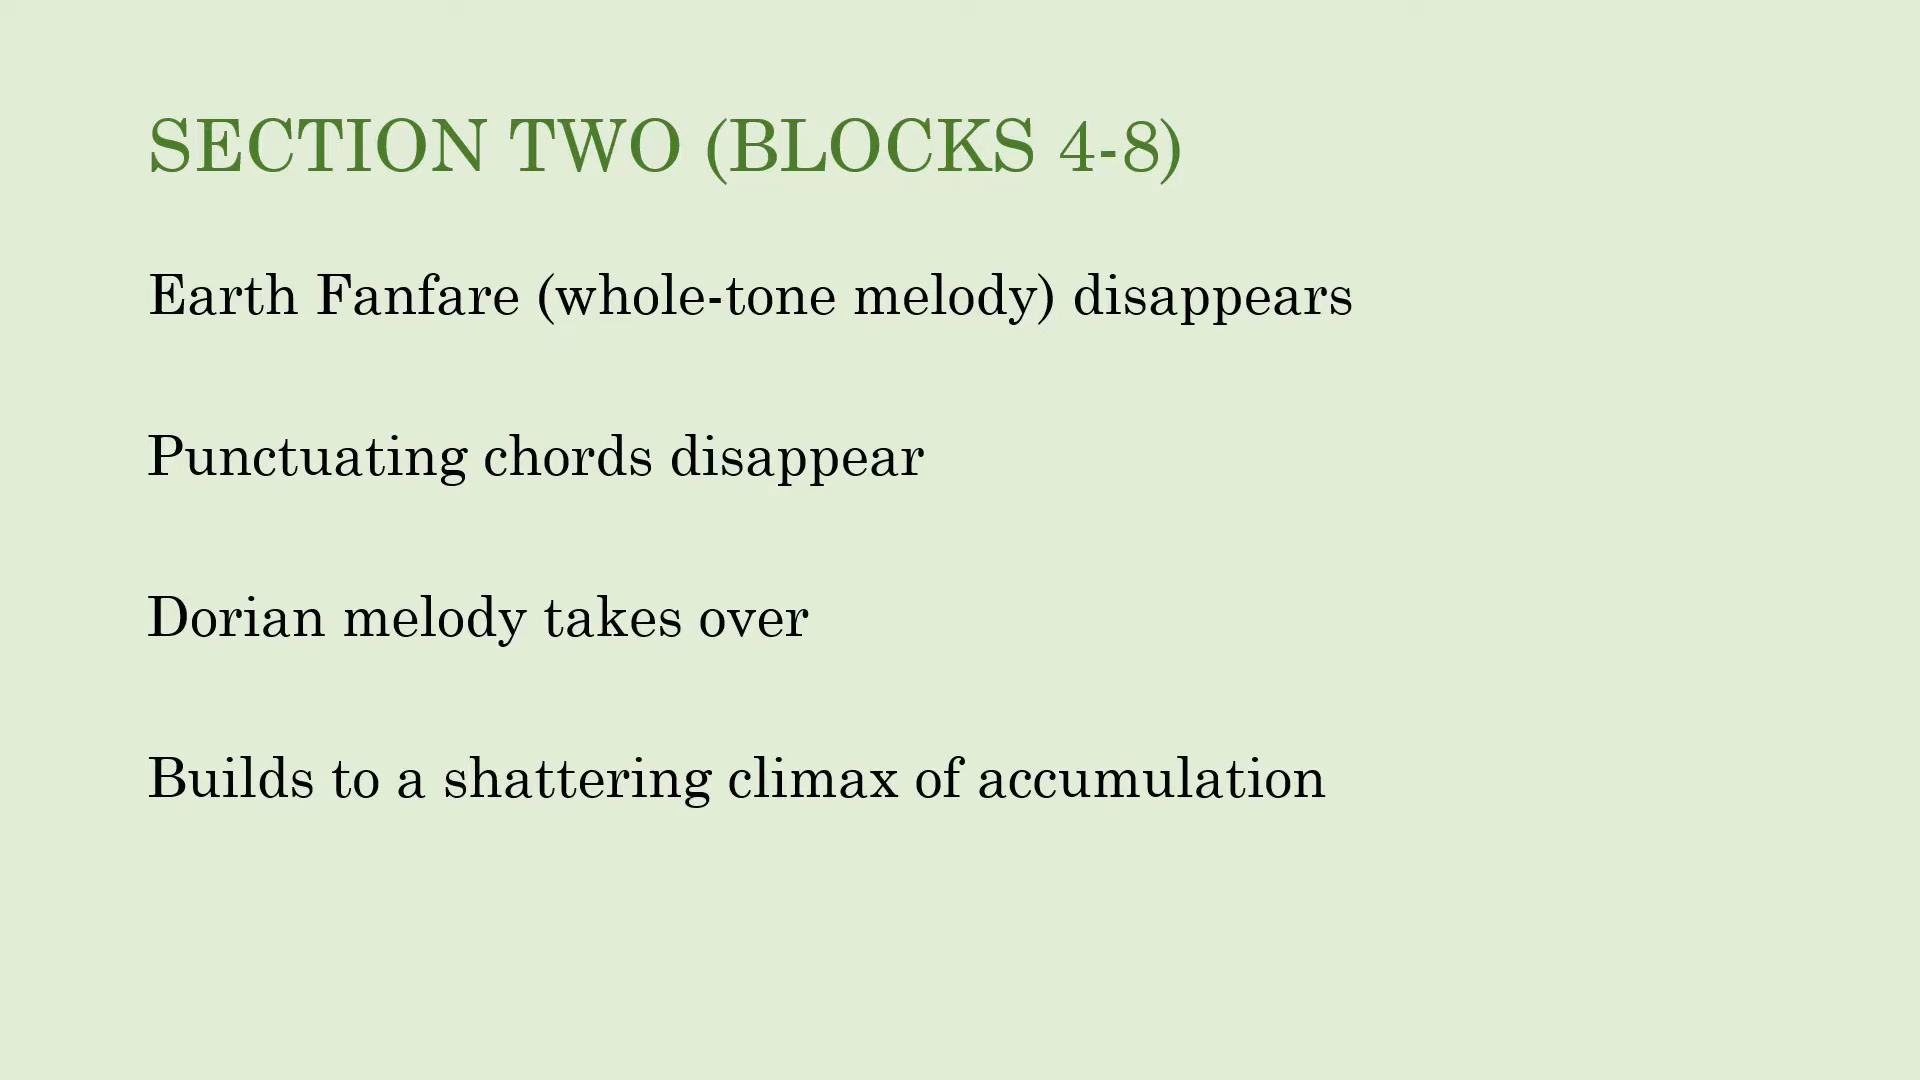 SECTION TWO (BLOCKS 4-8)
Earth Fanfare (whole-tone melody) disappears
Punctuating chords disappear
Dorian melody takes over
Builds to a shattering climax of accumulation